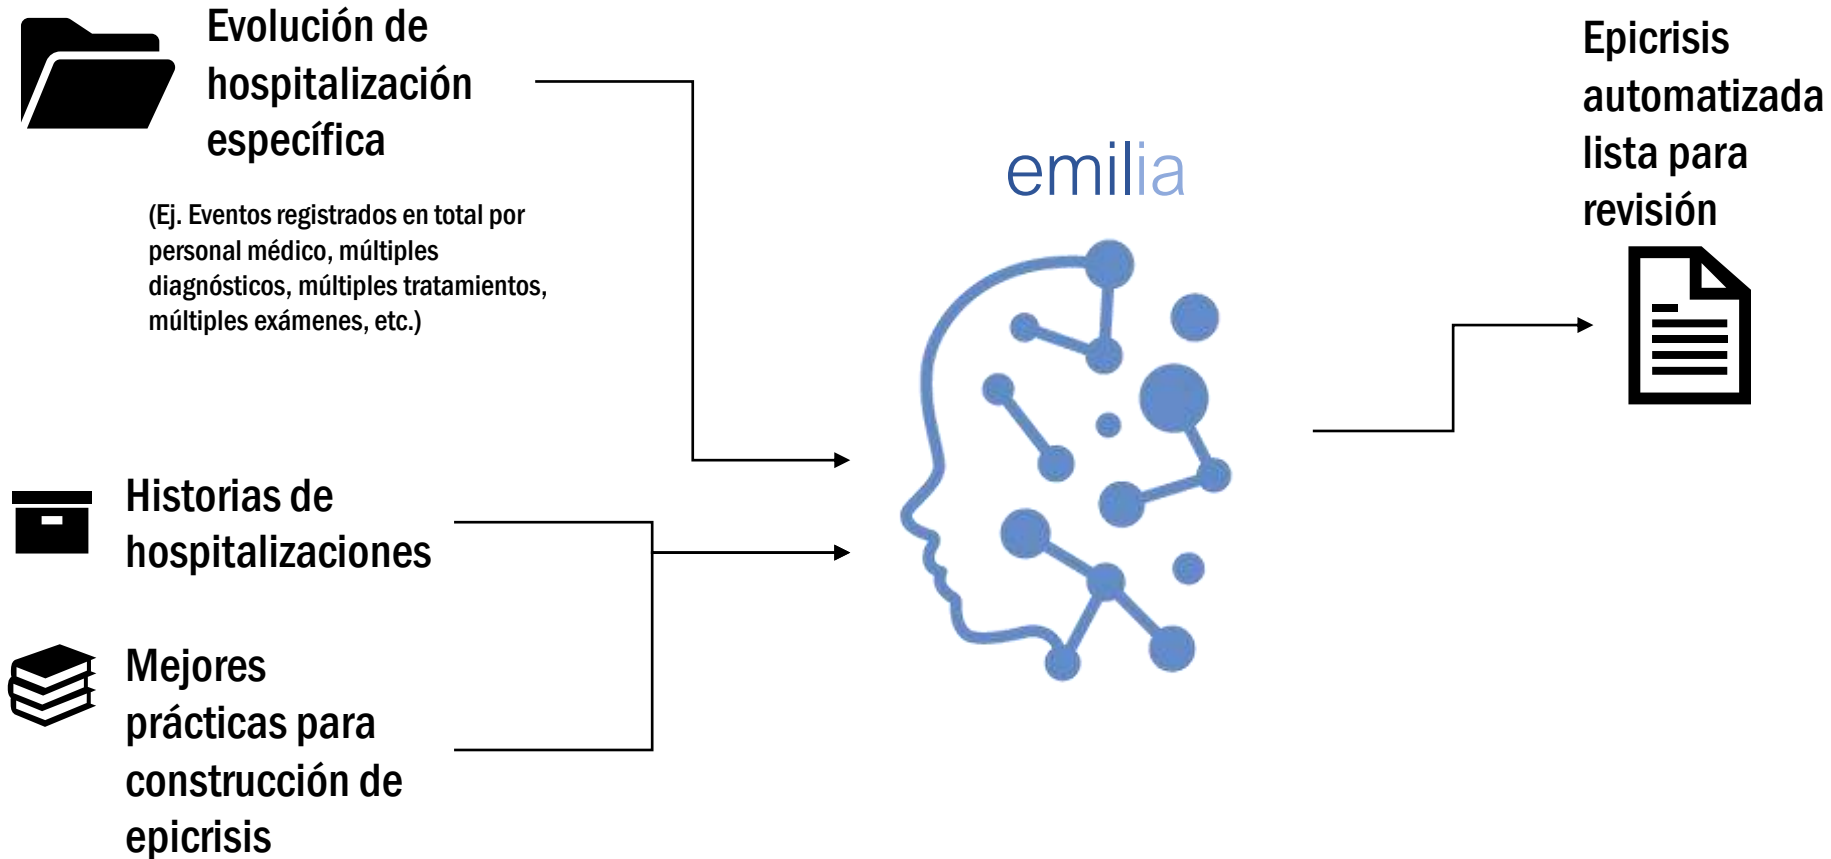 Evolución de
hospitalización
específica
(Ej. Eventos registrados en total por
personal médico, múltiples
diagnósticos, múltiples tratamientos,
múltiples exámenes, etc.)
Historias de
hospitalizaciones
Mejores
prácticas para
construcción de
epicrisis
emilia
Epicrisis
automatizada
lista para
revisión